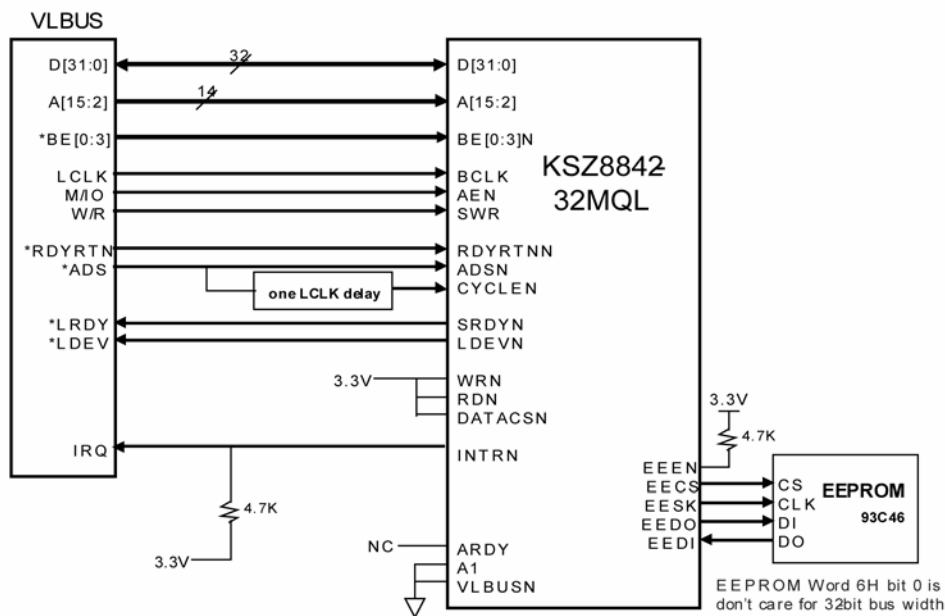 VLBUS
D[31:0] 32 D[31:0]
A[15:2] 14 A[15:2]
*BE[0:3] BE[0:3]N
KSZ8842-
32MQL
LCLK BCLK
M/IO AEN
W/R SWR
*RDYRTN RDYRTNN
*ADS ADSN
one LCLK delay CYCLEN
*LRDY SRDYN
*LDEV LDEVN
3.3V WRN
RDN
DATACSN
3.3V
4.7K
IRQ INTRN
EEEN
EECS CS
EESK CLK
EEDO DI
EEDI DO
EEPROM
93C46
4.7K
3.3V
NC ARDY
A1
VLBUSN
EEPROM Word 6H bit 0 is
don't care for 32bit bus width